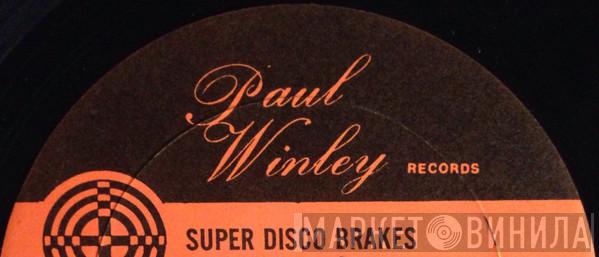 Paul
Winley RECORDS
SUPER DISCO BRAKES
МАРКЕТ ВИНИЛА